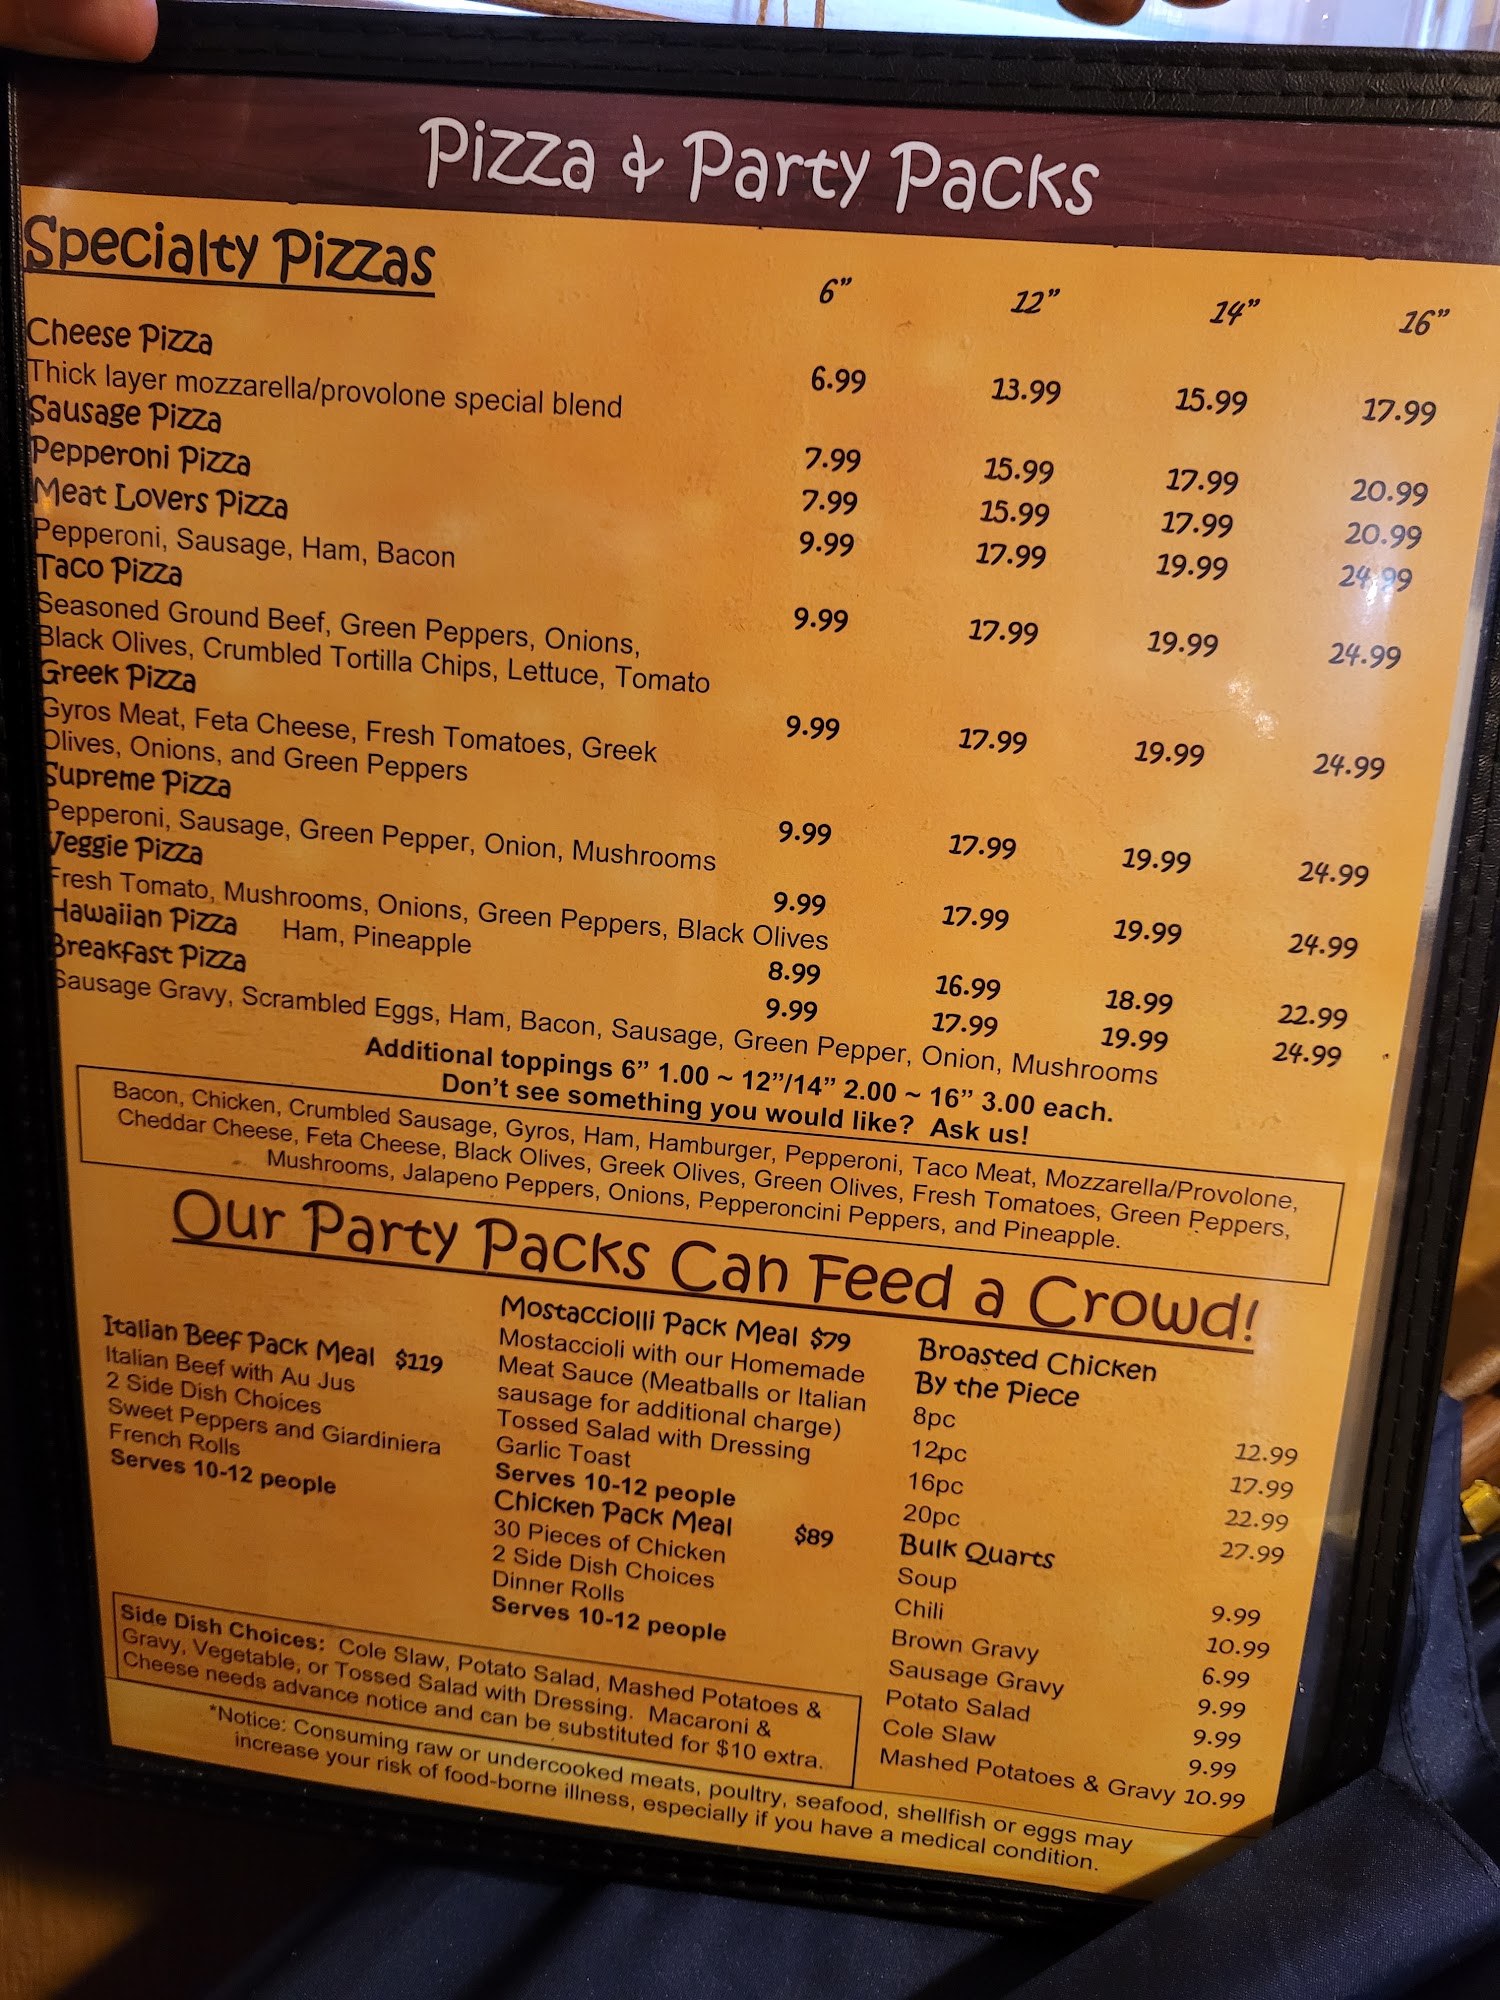 Pizza & Party Packs
Specialty Pizzas 6” 12” 14” 16”
Cheese Pizza 6.99 13.99 15.99 17.99
Thick layer mozzarella/provolone special blend
Sausage Pizza 7.99 15.99 17.99 20.99
Pepperoni Pizza 7.99 15.99 17.99 20.99
Meat Lovers Pizza 9.99 17.99 19.99 24.99
Pepperoni, Sausage, Ham, Bacon
Taco Pizza 9.99 17.99 19.99 24.99
Seasoned Ground Beef, Green Peppers, Onions,
Black Olives, Crumbled Tortilla Chips, Lettuce, Tomato
Greek Pizza 9.99 17.99 19.99 24.99
Gyros Meat, Feta Cheese, Fresh Tomatoes, Greek
Olives, Onions, and Green Peppers
Supreme Pizza 9.99 17.99 19.99 24.99
Pepperoni, Sausage, Green Pepper, Onion, Mushrooms
Veggie Pizza 9.99 17.99 19.99 24.99
Fresh Tomato, Mushrooms, Onions, Green Peppers, Black Olives
Hawaiian Pizza Ham, Pineapple 8.99 16.99 18.99 22.99
Breakfast Pizza 9.99 17.99 19.99 24.99
Sausage Gravy, Scrambled Eggs, Ham, Bacon, Sausage, Green Pepper, Onion, Mushrooms
Additional toppings 6” 1.00 ~ 12”/14” 2.00 ~ 16” 3.00 each.
Don’t see something you would like? Ask us!
Bacon, Chicken, Crumbled Sausage, Gyros, Ham, Hamburger, Pepperoni, Taco Meat, Mozzarella/Provolone,
Cheddar Cheese, Feta Cheese, Black Olives, Greek Olives, Green Olives, Fresh Tomatoes, Green Peppers,
Mushrooms, Jalapeno Peppers, Onions, Pepperoncini Peppers, and Pineapple.
Our Party Packs Can Feed a Crowd!
Italian Beef Pack Meal $119
Italian Beef with Au Jus
2 Side Dish Choices
Sweet Peppers and Giardiniera
French Rolls
Serves 10-12 people
Mostacciolli Pack Meal $79
Mostaccioli with our Homemade
Meat Sauce (Meatballs or Italian
sausage for additional charge)
Tossed Salad with Dressing
Garlic Toast
Serves 10-12 people
Chicken Pack Meal $89
30 Pieces of Chicken
2 Side Dish Choices
Dinner Rolls
Serves 10-12 people
Broasted Chicken
By the Piece
8pc 12.99
12pc 17.99
16pc 22.99
20pc 27.99
Bulk Quarts
Soup 9.99
Chili 10.99
Brown Gravy 6.99
Sausage Gravy 9.99
Potato Salad 9.99
Cole Slaw 9.99
Mashed Potatoes & Gravy 10.99
Side Dish Choices: Cole Slaw, Potato Salad, Mashed Potatoes &
Gravy, Vegetable, or Tossed Salad with Dressing. Macaroni &
Cheese needs advance notice and can be substituted for $10 extra.
*Notice: Consuming raw or undercooked meats, poultry, seafood, shellfish or eggs may
increase your risk of food-borne illness, especially if you have a medical condition.